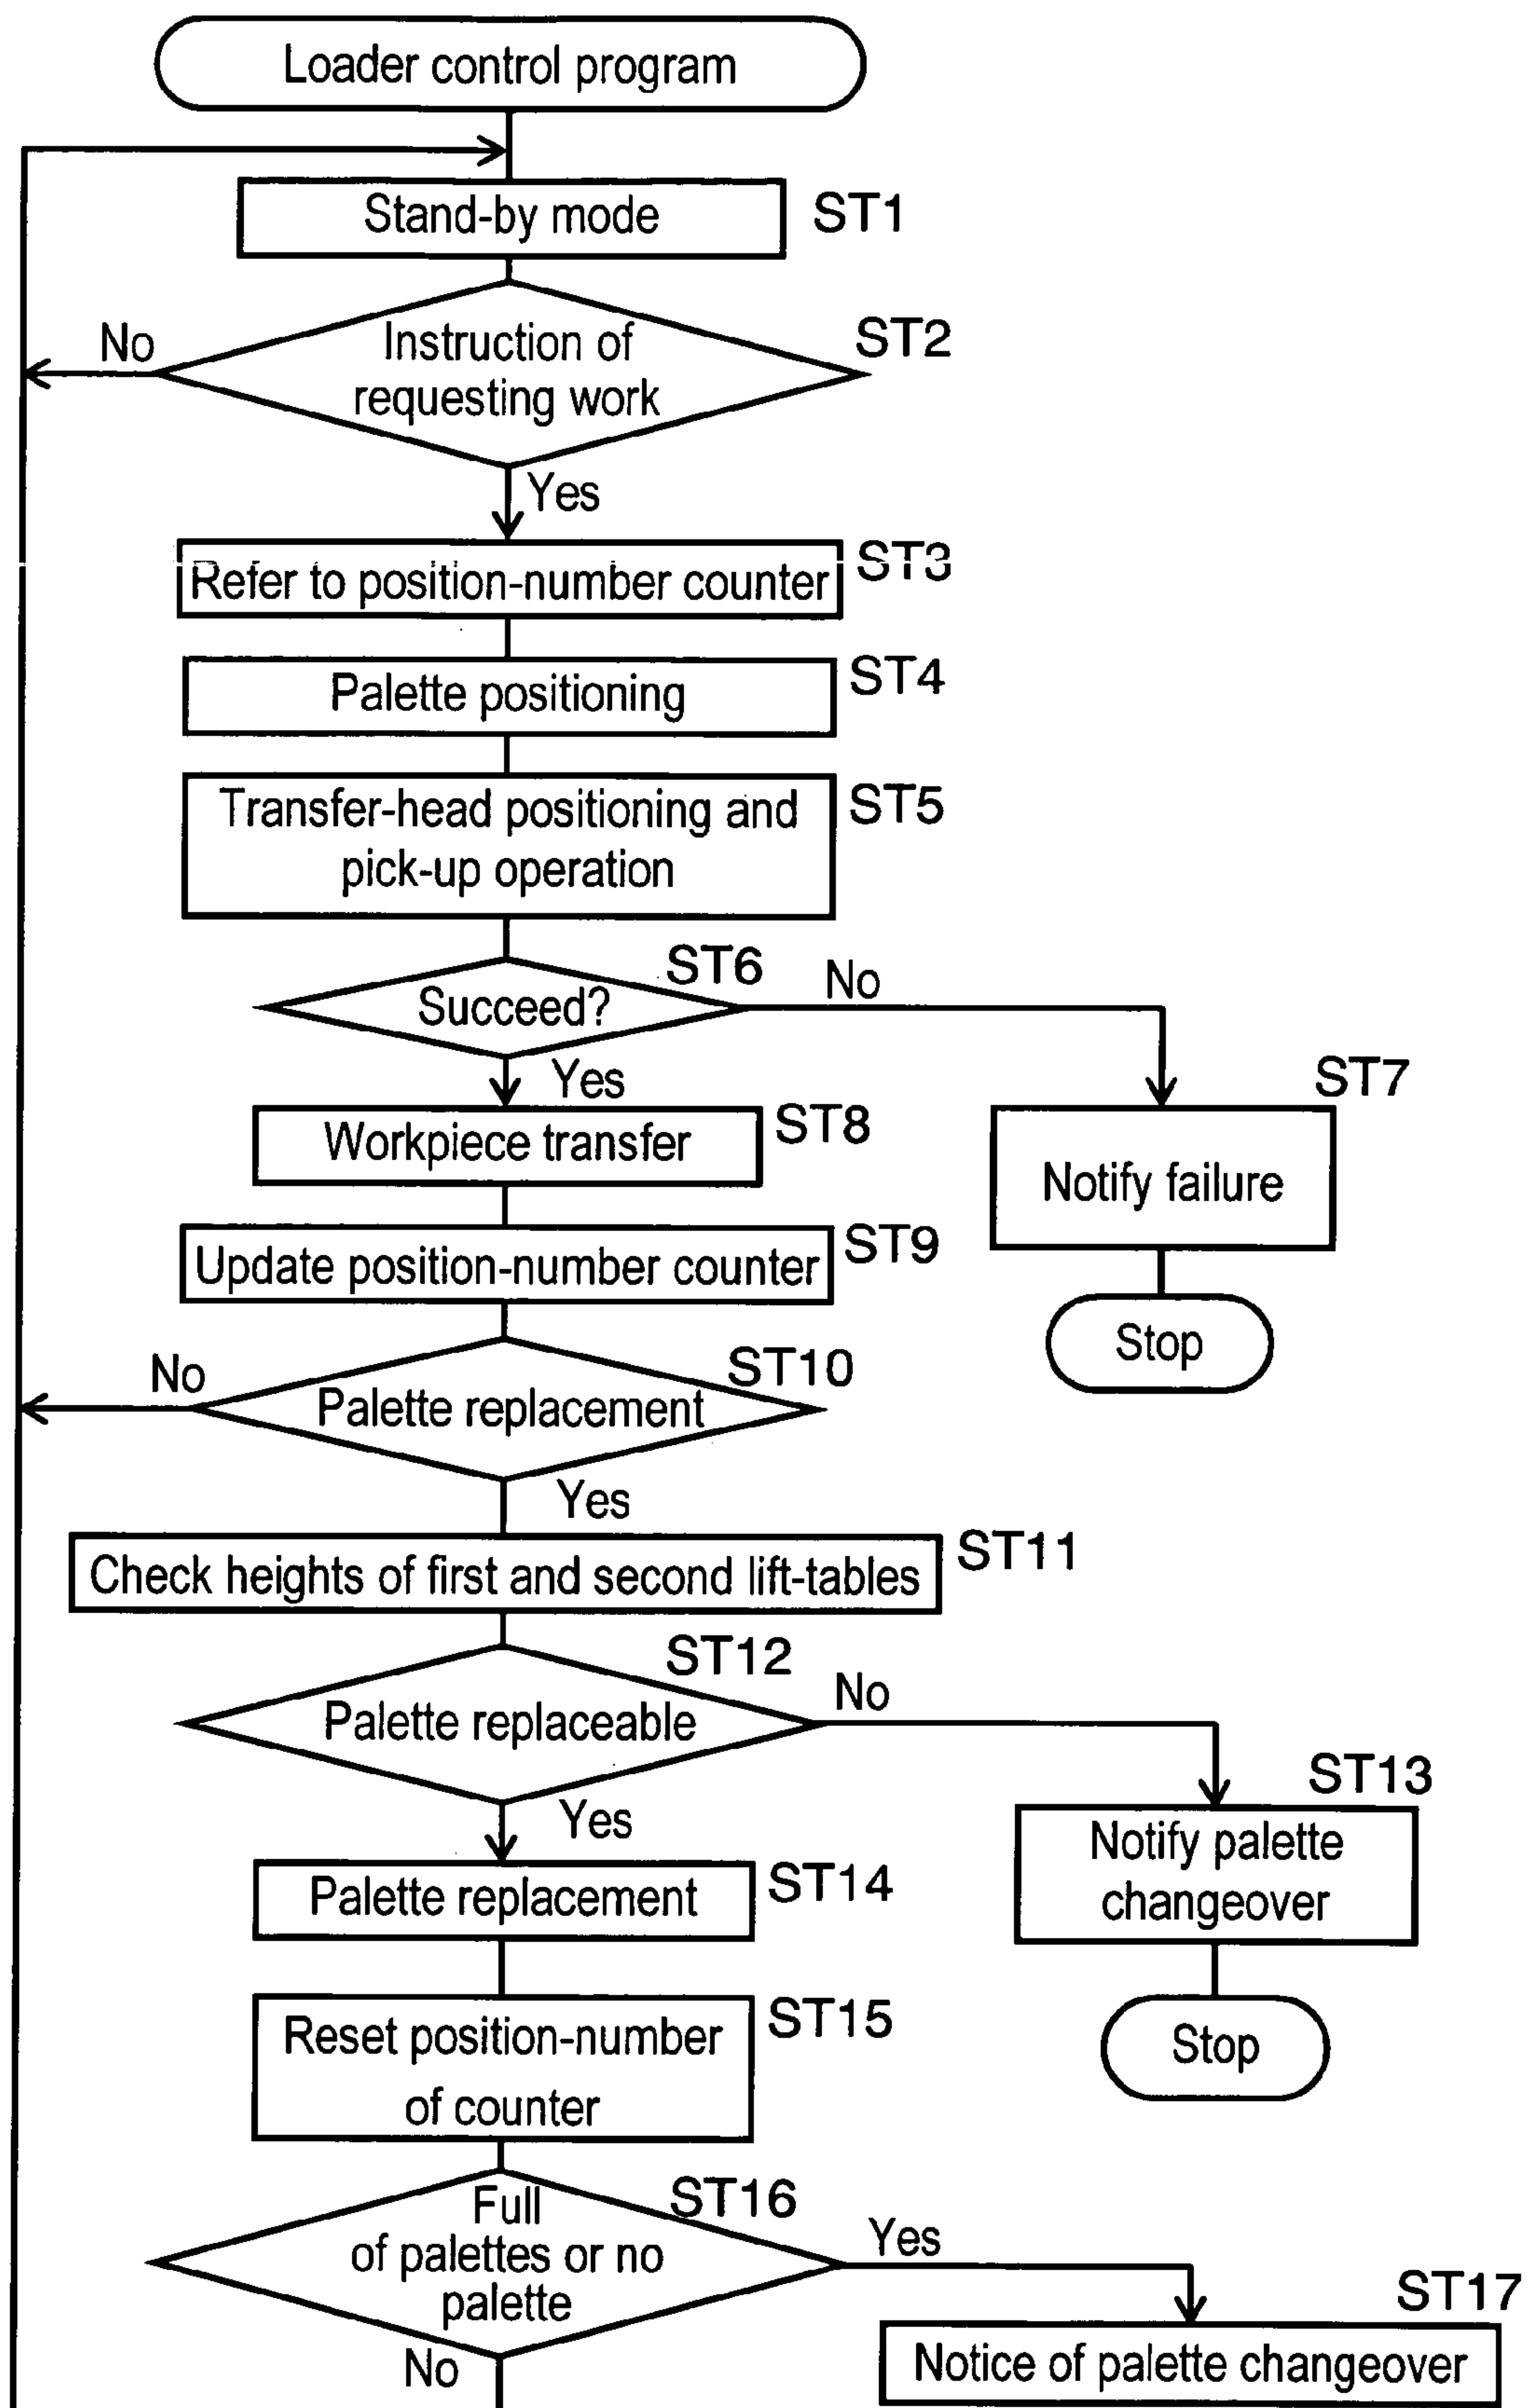 Loader control program
Stand-by mode
ST1
No
Instruction of
requesting work
ST2
Yes
Refer to position-number counter
ST3
Palette positioning
ST4
Transfer-head positioning and
pick-up operation
ST5
Succeed?
ST6
No
Yes
ST7
Notify failure
Stop
Workpiece transfer
ST8
Update position-number counter
ST9
No
Palette replacement
ST10
Yes
Check heights of first and second lift-tables
ST11
Palette replaceable
ST12
No
ST13
Notify palette
changeover
Stop
Yes
Palette replacement
ST14
Reset position-number
of counter
ST15
Full
of palettes or no
palette
ST16
Yes
ST17
Notice of palette changeover
No